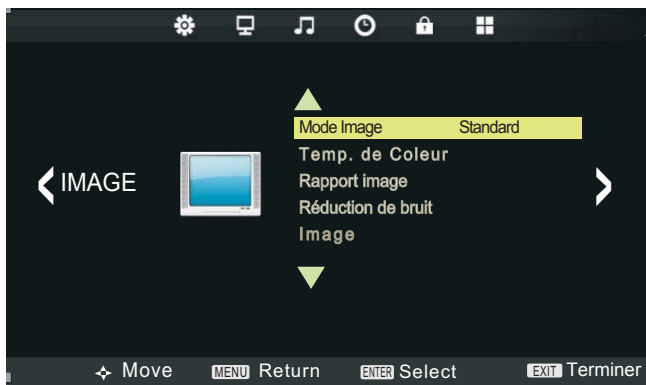 Mode Image Standard
Temp. de Coleur
IMAGE
Rapport image
Réduction de bruit
Image
Move MENU Return ENTER Select EXIT Terminer